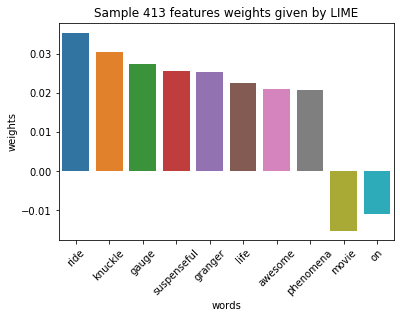 Sample 413 features weights given by LIME
0.03
0.02
0.01
0.00
−0.01
weights
ride
knuckle
gauge
suspenseful
granger
life
awesome
phenomena
movie
on
words